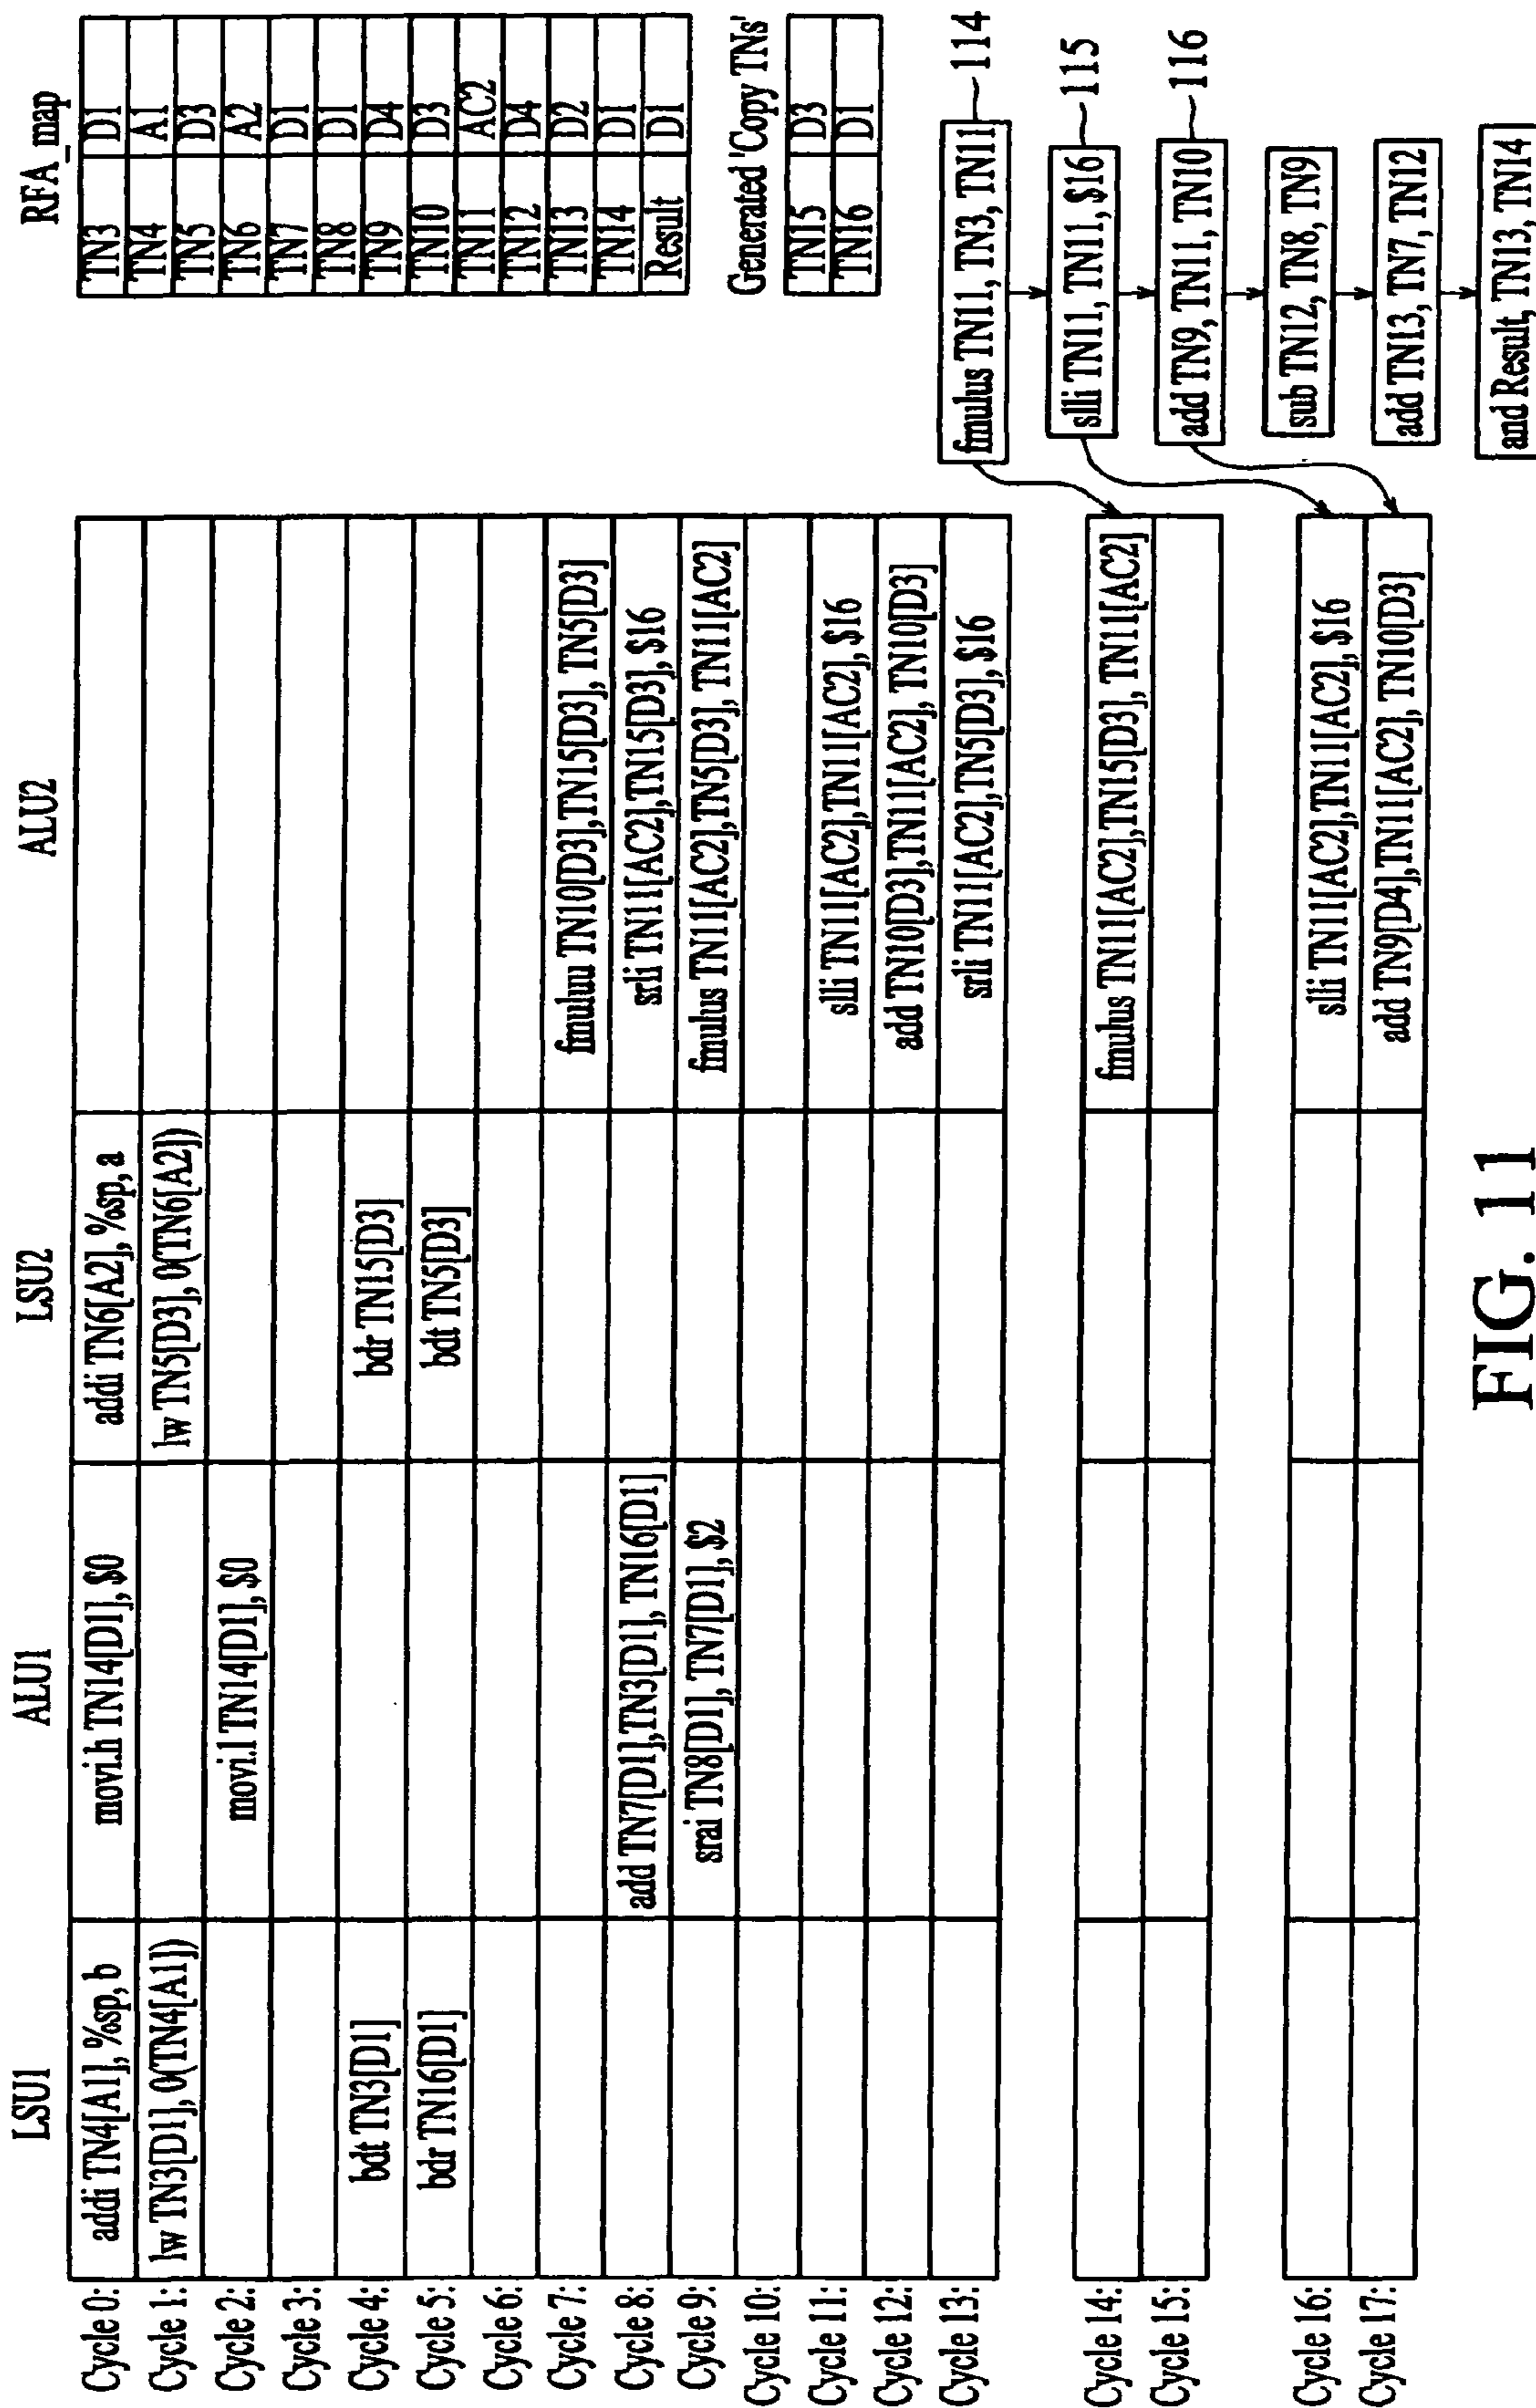 LSU1 ALU1 LSU2 ALU2
Cycle 0: addi TN4[A1], %sp, b movi.h TN14[D1], $0 addi TN6[A2], %sp, a
Cycle 1: lw TN3[D1], 0(TN4[A1]) lw TN5[D3], 0(TN6[A2])
Cycle 2: movi.l TN14[D1], $0
Cycle 3:
Cycle 4: bdt TN3[D1] bdr TN15[D3]
Cycle 5: bdr TN16[D1] bdt TN5[D3]
Cycle 6:
Cycle 7: fmuluu TN10[D3],TN15[D3], TN5[D3]
Cycle 8: add TN7[D1],TN3[D1], TN16[D1] srli TN11[AC2],TN15[D3], $16
Cycle 9: srai TN8[D1], TN7[D1], $2 fmulus TN11[AC2],TN5[D3], TN11[AC2]
Cycle 10:
Cycle 11: slli TN11[AC2],TN11[AC2], $16
Cycle 12: add TN10[D3],TN11[AC2], TN10[D3]
Cycle 13: srli TN11[AC2],TN5[D3], $16
Cycle 14: fmulus TN11[AC2],TN15[D3], TN11[AC2]
Cycle 15:
Cycle 16: slli TN11[AC2],TN11[AC2], $16
Cycle 17: add TN9[D4],TN11[AC2], TN10[D3]
RFA_map
TN3 D1
TN4 A1
TN5 D3
TN6 A2
TN7 D1
TN8 D1
TN9 D4
TN10 D3
TN11 AC2
TN12 D4
TN13 D2
TN14 D1
Result D1
Generated 'Copy TNs'
TN15 D3
TN16 D1
fmulus TN11, TN3, TN11 114
slli TN11, TN11, $16 115
add TN9, TN11, TN10 116
sub TN12, TN8, TN9
add TN13, TN7, TN12
and Result, TN13, TN14
FIG. 11